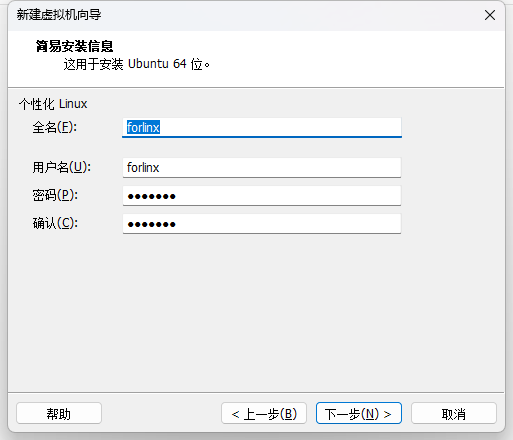 新建虚拟机向导
简易安装信息
这用于安装 Ubuntu 64 位。
个性化 Linux
全名(F): forlinx
用户名(U): forlinx
密码(P): ●●●●●●●
确认(C): ●●●●●●●
帮助 < 上一步(B) 下一步(N) > 取消